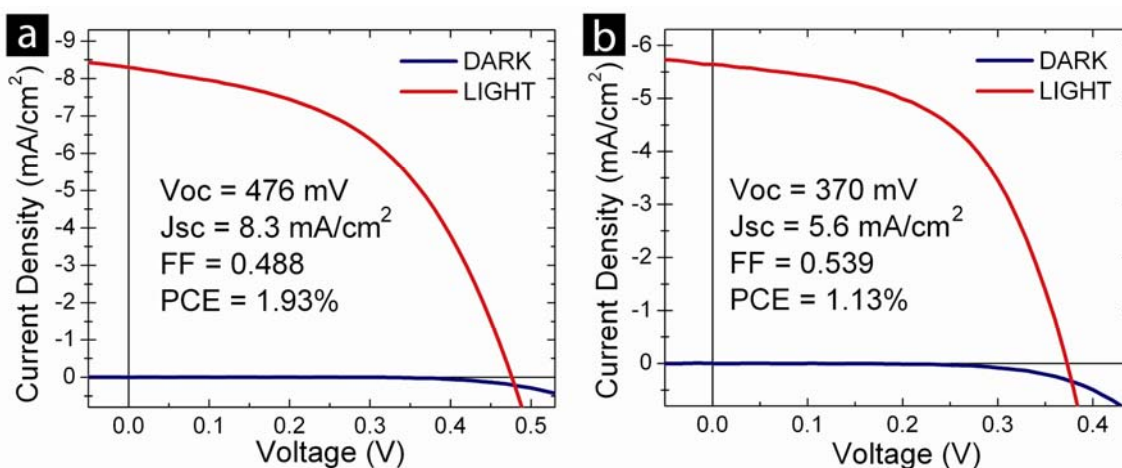 a
-9
-8
-7
-6
-5
-4
-3
-2
-1
0
Current Density (mA/cm²)
DARK
LIGHT
Voc = 476 mV
Jsc = 8.3 mA/cm²
FF = 0.488
PCE = 1.93%
0.0 0.1 0.2 0.3 0.4 0.5
Voltage (V)
b
-6
-5
-4
-3
-2
-1
0
Current Density (mA/cm²)
DARK
LIGHT
Voc = 370 mV
Jsc = 5.6 mA/cm²
FF = 0.539
PCE = 1.13%
0.0 0.1 0.2 0.3 0.4
Voltage (V)